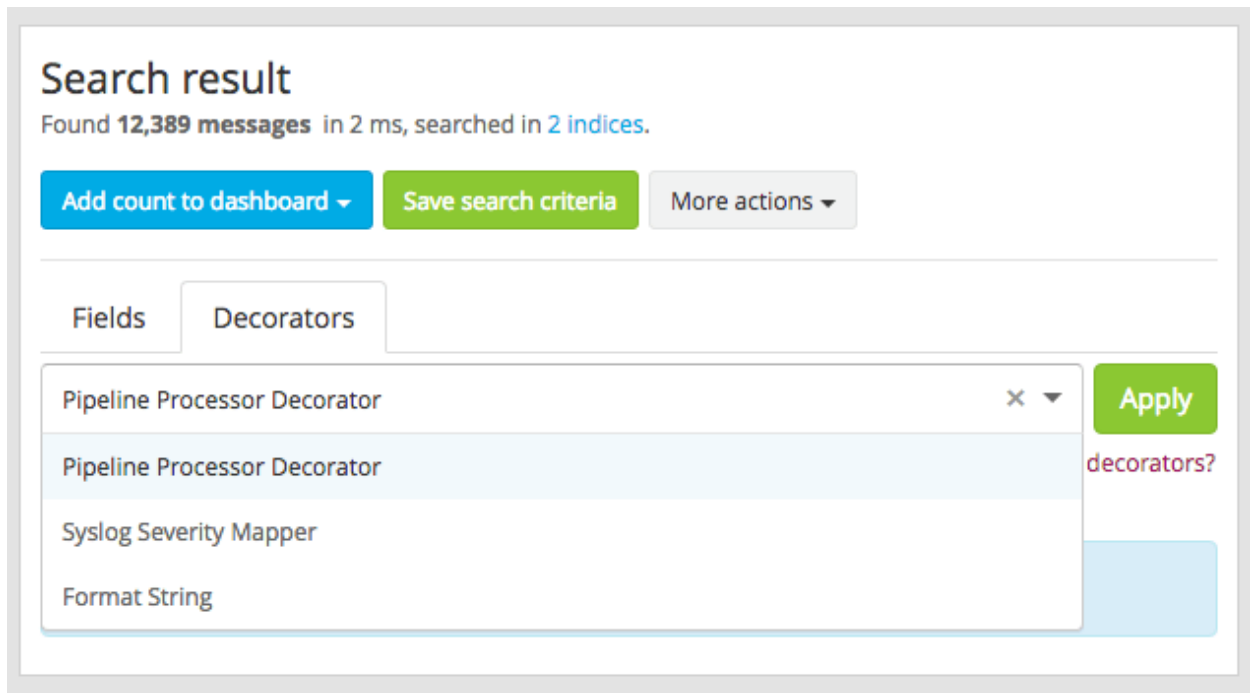 Search result
Found 12,389 messages in 2 ms, searched in 2 indices.
Add count to dashboard Save search criteria More actions
Fields Decorators
Pipeline Processor Decorator Apply
Pipeline Processor Decorator decorators?
Syslog Severity Mapper
Format String